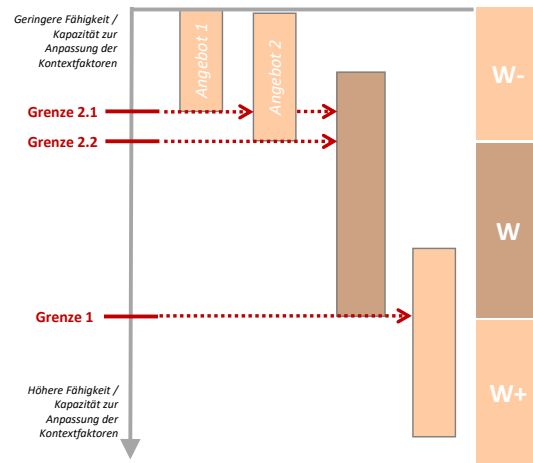 Geringere Fähigkeit /
Kapazität zur
Anpassung der
Kontextfaktoren
Angebot 1
Angebot 2
W-
Grenze 2.1
Grenze 2.2
W
Grenze 1
W+
Höhere Fähigkeit /
Kapazität zur
Anpassung der
Kontextfaktoren